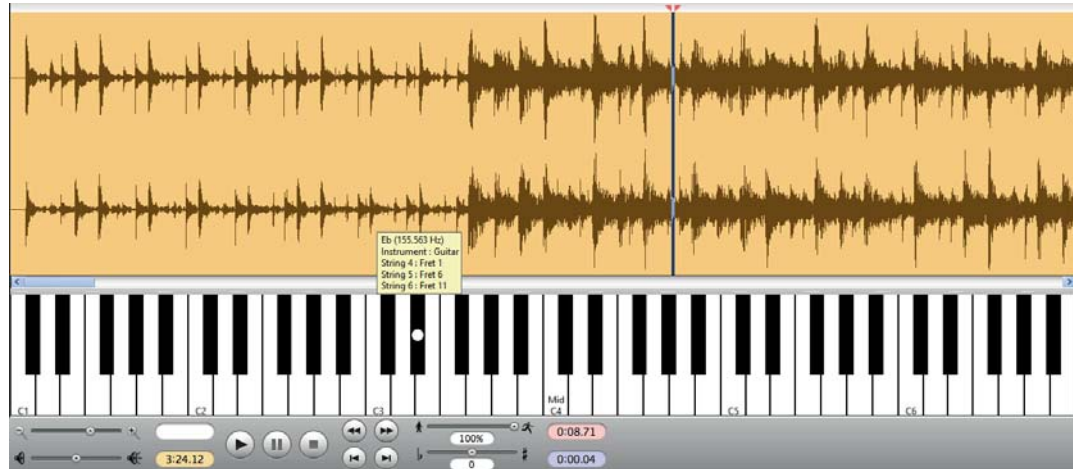 Eb (155.563 Hz)
Instrument : Guitar
String 4 : Fret 1
String 5 : Fret 6
String 6 : Fret 11
Mid
C1 C2 C3 C4 C5 C6
100% 0:08.71
3:24.12 ♭ 0 ♯ 0:00.04